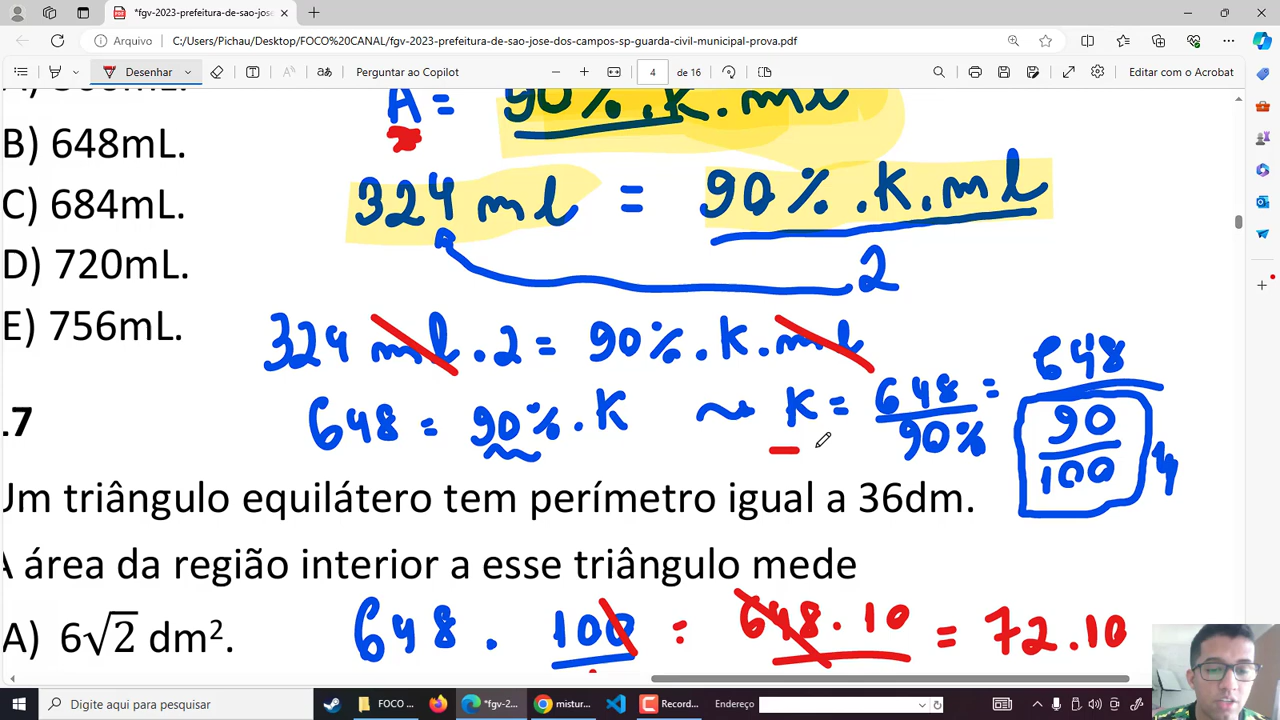 *fgv-2023-prefeitura-de-sao-jose
Arquivo C:/Users/Pichau/Desktop/FOCO%20CANAL/fgv-2023-prefeitura-de-sao-jose-dos-campos-sp-guarda-civil-municipal-prova.pdf
Desenhar Perguntar ao Copilot 4 de 16 Editar com o Acrobat
A = 90%.K.ml
B) 648mL.
324 ml = 90%.K.ml
C) 684mL.
2
D) 720mL.
E) 756mL.
324 ml.2 = 90%.K.ml
648 = 90%.K K = 648 = 648
90% 90
100
Um triângulo equilátero tem perímetro igual a 36dm.
A área da região interior a esse triângulo mede
A) 6√2 dm².
648 . 100 = 648.10 = 72.10
Digite aqui para pesquisar FOCO ... *fgv-2... mistur... Record... Endereço